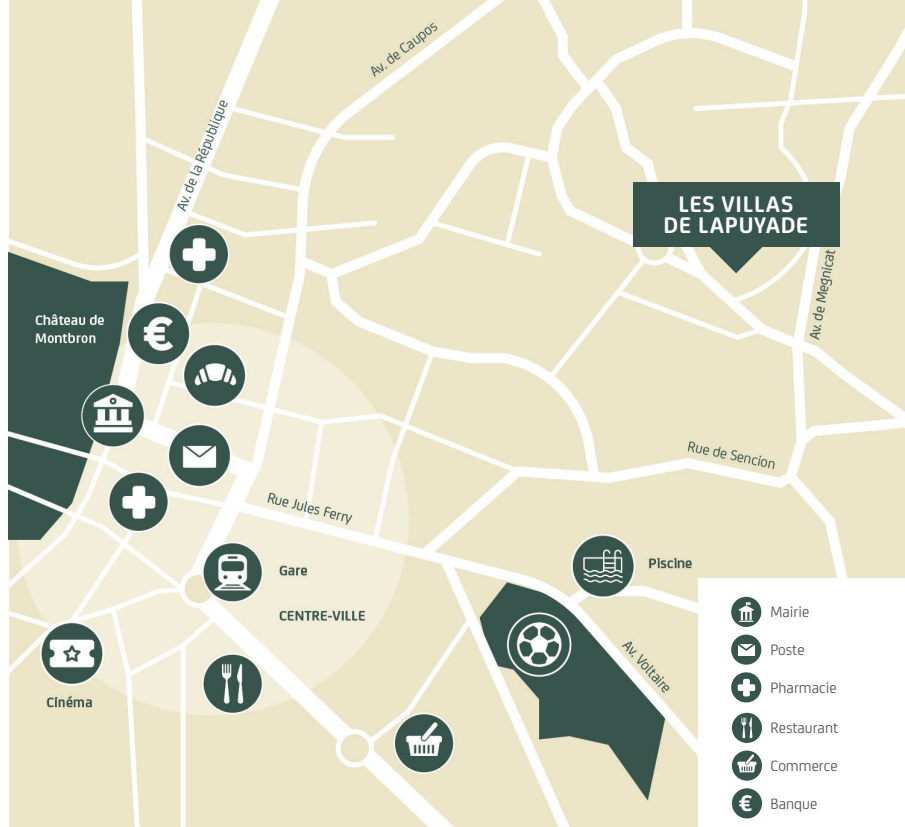 Av. de Caupos
Av. de la République
LES VILLAS
DE LAPUYADE
Av. de Megnicat
Château de
Montbron
€
Rue de Sencion
Rue Jules Ferry
Gare
Piscine
CENTRE-VILLE
Av. Voltaire
Cinéma
Mairie
Poste
Pharmacie
Restaurant
Commerce
€ Banque